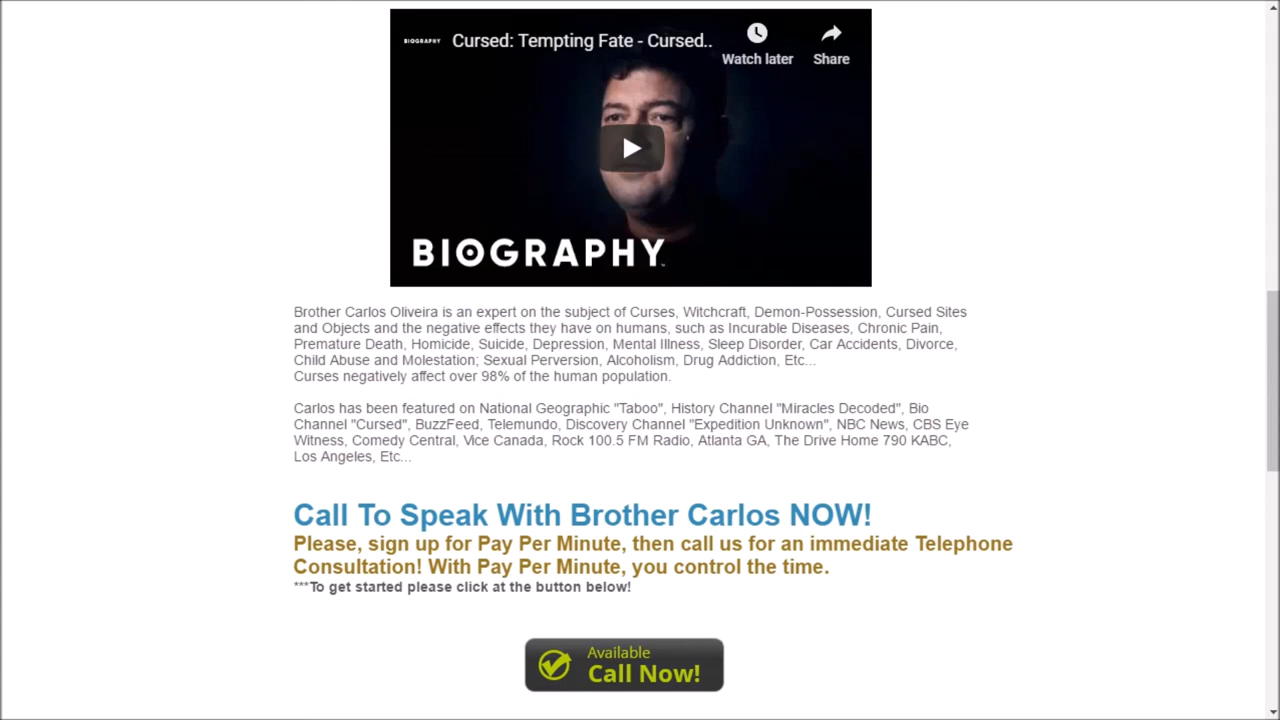 BIOGRAPHY
Cursed: Tempting Fate - Cursed..
Watch later
Share
BIOGRAPHY
Brother Carlos Oliveira is an expert on the subject of Curses, Witchcraft, Demon-Possession, Cursed Sites
and Objects and the negative effects they have on humans, such as Incurable Diseases, Chronic Pain,
Premature Death, Homicide, Suicide, Depression, Mental Illness, Sleep Disorder, Car Accidents, Divorce,
Child Abuse and Molestation; Sexual Perversion, Alcoholism, Drug Addiction, Etc...
Curses negatively affect over 98% of the human population.
Carlos has been featured on National Geographic "Taboo", History Channel "Miracles Decoded", Bio
Channel "Cursed", BuzzFeed, Telemundo, Discovery Channel "Expedition Unknown", NBC News, CBS Eye
Witness, Comedy Central, Vice Canada, Rock 100.5 FM Radio, Atlanta GA, The Drive Home 790 KABC,
Los Angeles, Etc...
Call To Speak With Brother Carlos NOW!
Please, sign up for Pay Per Minute, then call us for an immediate Telephone
Consultation! With Pay Per Minute, you control the time.
***To get started please click at the button below!
Available
Call Now!